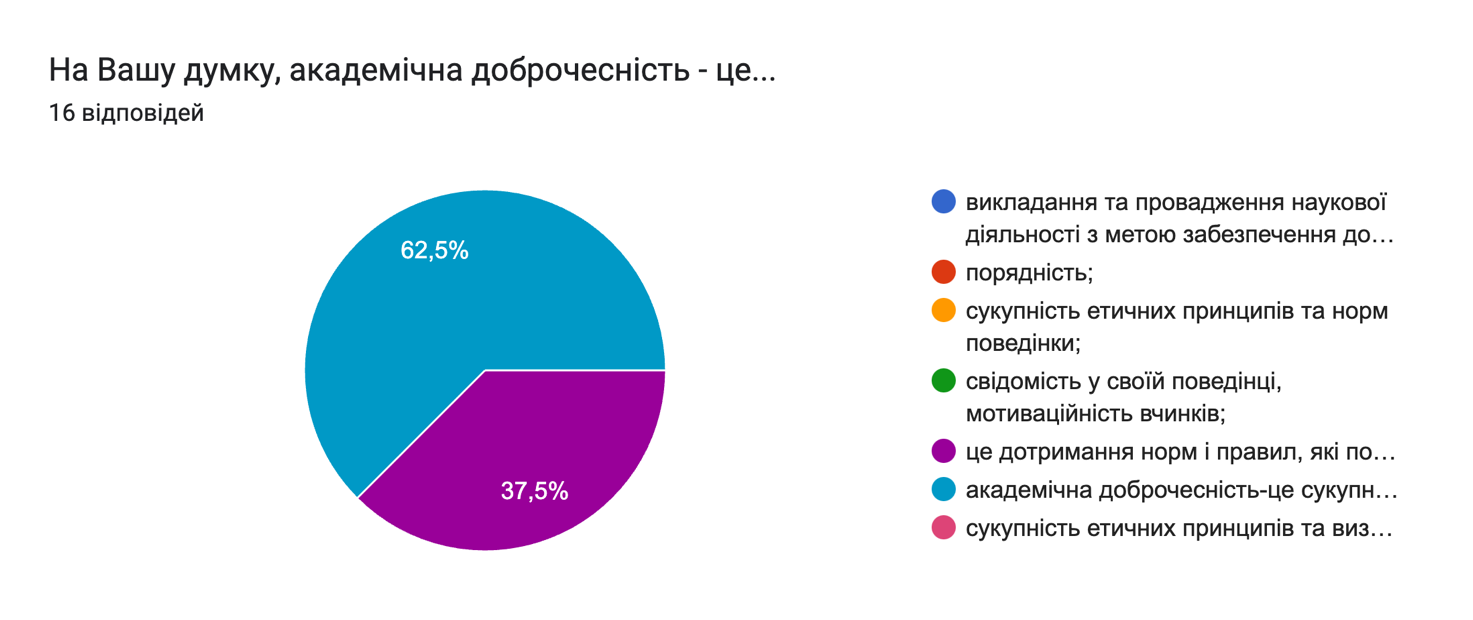 На Вашу думку, академічна доброчесність - це...
16 відповідей
62,5%
37,5%
викладання та провадження наукової
діяльності з метою забезпечення до…
порядність;
сукупність етичних принципів та норм
поведінки;
свідомість у своїй поведінці,
мотиваційність вчинків;
це дотримання норм і правил, які по…
академічна доброчесність-це сукупн…
сукупність етичних принципів та виз…